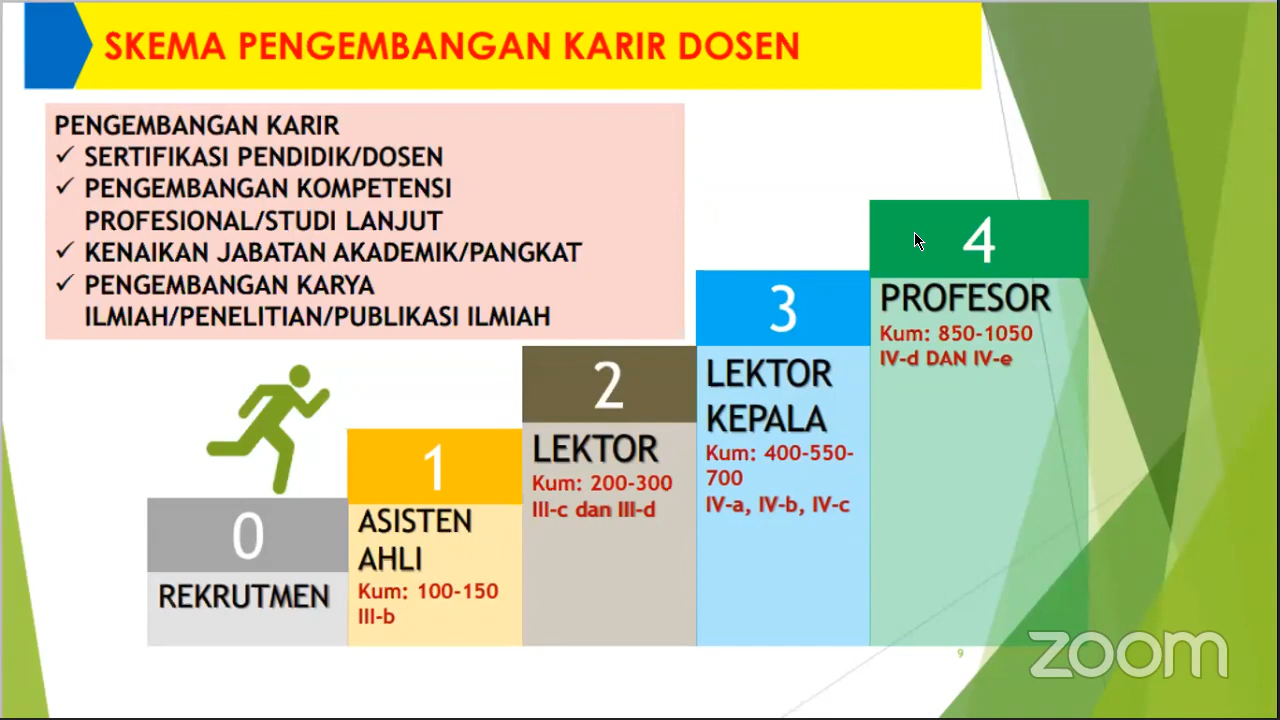 SKEMA PENGEMBANGAN KARIR DOSEN
PENGEMBANGAN KARIR
✓ SERTIFIKASI PENDIDIK/DOSEN
✓ PENGEMBANGAN KOMPETENSI
PROFESIONAL/STUDI LANJUT
✓ KENAIKAN JABATAN AKADEMIK/PANGKAT
✓ PENGEMBANGAN KARYA
ILMIAH/PENELITIAN/PUBLIKASI ILMIAH
0
REKRUTMEN
1
ASISTEN
AHLI
Kum: 100-150
III-b
2
LEKTOR
Kum: 200-300
III-c dan III-d
3
LEKTOR
KEPALA
Kum: 400-550-
700
IV-a, IV-b, IV-c
4
PROFESOR
Kum: 850-1050
IV-d DAN IV-e
9
zoom